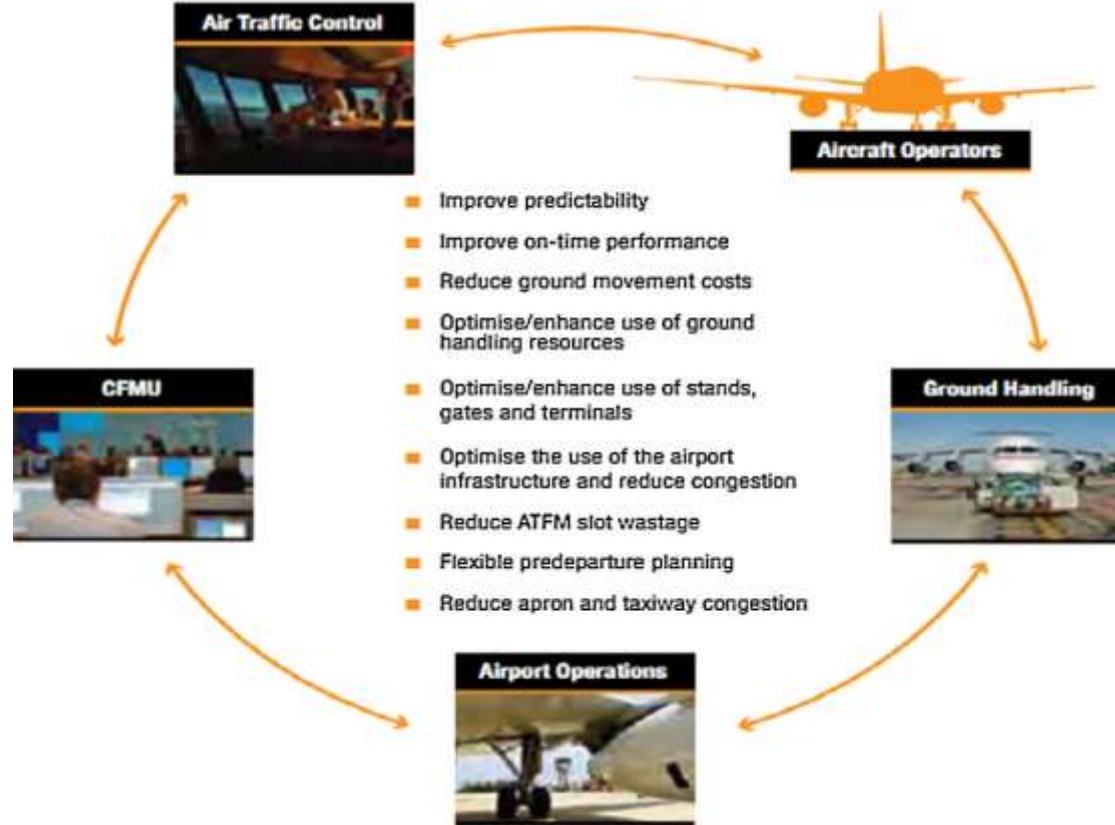 Air Traffic Control
Aircraft Operators
Improve predictability
Improve on-time performance
Reduce ground movement costs
Optimise/enhance use of ground
handling resources
Optimise/enhance use of stands,
gates and terminals
Optimise the use of the airport
infrastructure and reduce congestion
Reduce ATFM slot wastage
Flexible predeparture planning
Reduce apron and taxiway congestion
CFMU
Ground Handling
Airport Operations